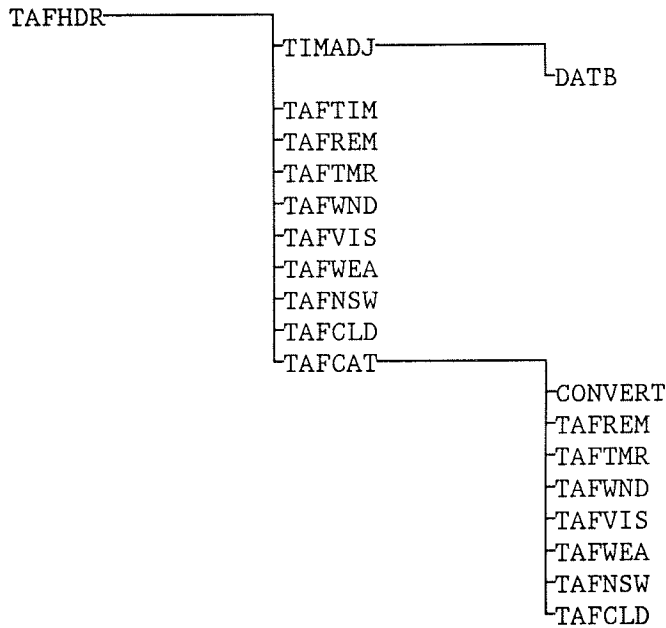 TAFHDR
TIMADJ
DATB
TAFTIM
TAFREM
TAFTMR
TAFWND
TAFVIS
TAFWEA
TAFNSW
TAFCLD
TAFCAT
CONVERT
TAFREM
TAFTMR
TAFWND
TAFVIS
TAFWEA
TAFNSW
TAFCLD